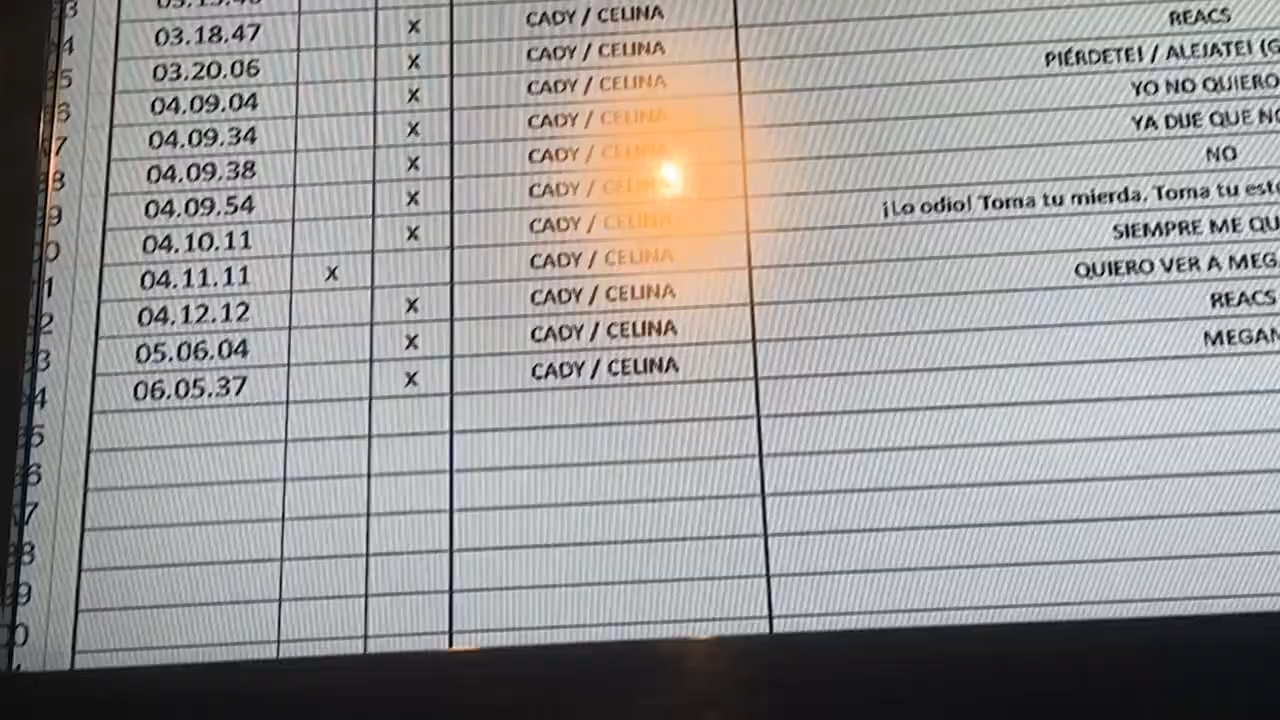 03.18.47 X CADY / CELINA
03.20.06 X CADY / CELINA REACS
04.09.04 X CADY / CELINA PIÉRDETE! / ALEJATE! (G
04.09.34 X CADY / CELINA YO NO QUIERO
04.09.38 X CADY / CELINA YA DIJE QUE NO
04.09.54 X CADY / CELINA NO
04.10.11 X CADY / CELINA ¡Lo odio! Toma tu mierda. Toma tu est
04.11.11 X CADY / CELINA SIEMPRE ME QU
04.12.12 X CADY / CELINA QUIERO VER A MEG
05.06.04 X CADY / CELINA REACS
06.05.37 X CADY / CELINA MEGAN